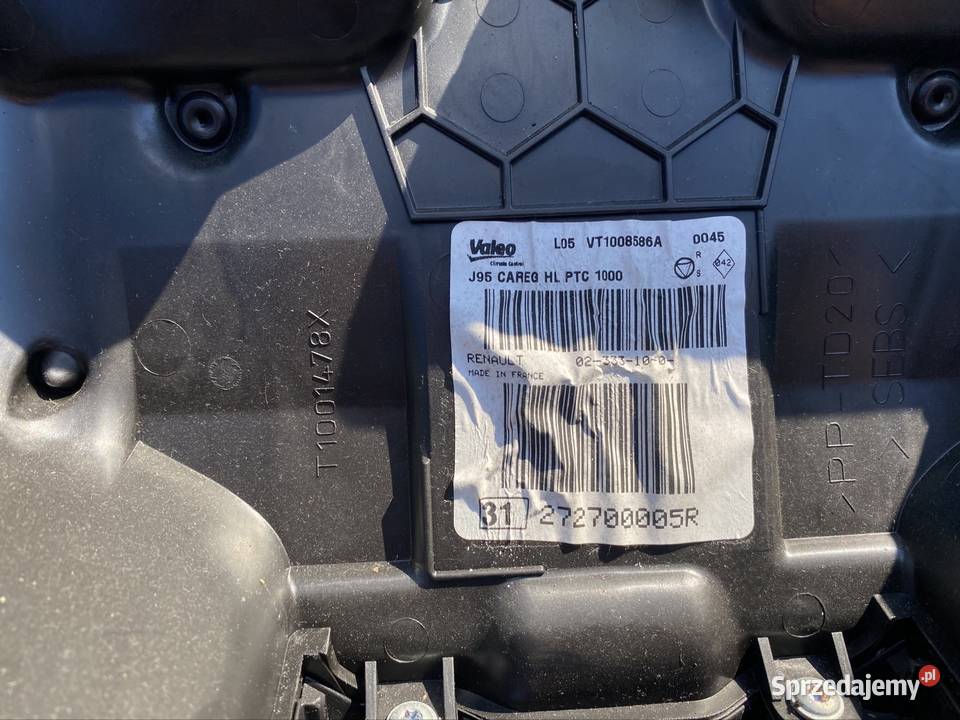 Valeo
Climate Control
L05 VT1008586A 0045
J95 CAREG HL PTC 1000
R
S
042
RENAULT 02-333-10-0-
MADE IN FRANCE
31 272700005R
T1001478X
>PP-TD20<
>SEBS<
Sprzedajemy.pl